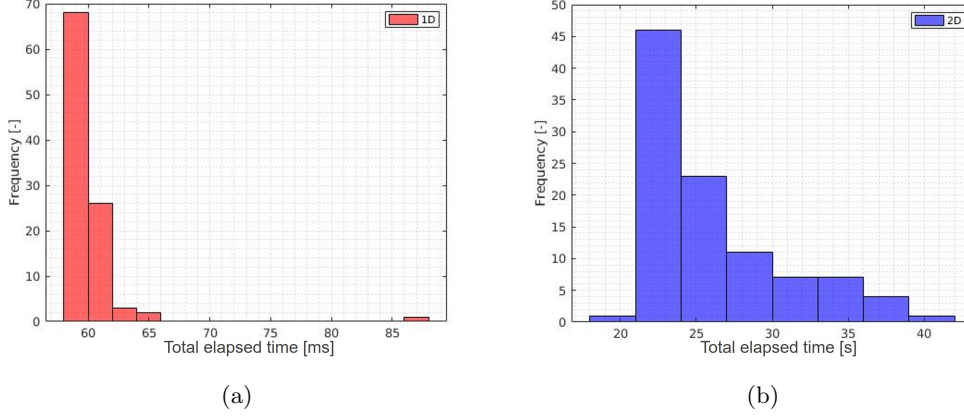 70
60
50
40
30
20
10
0
Frequency [-]
1D
60 65 70 75 80 85
Total elapsed time [ms]
(a)
50
45
40
35
30
25
20
15
10
5
0
Frequency [-]
2D
20 25 30 35 40
Total elapsed time [s]
(b)